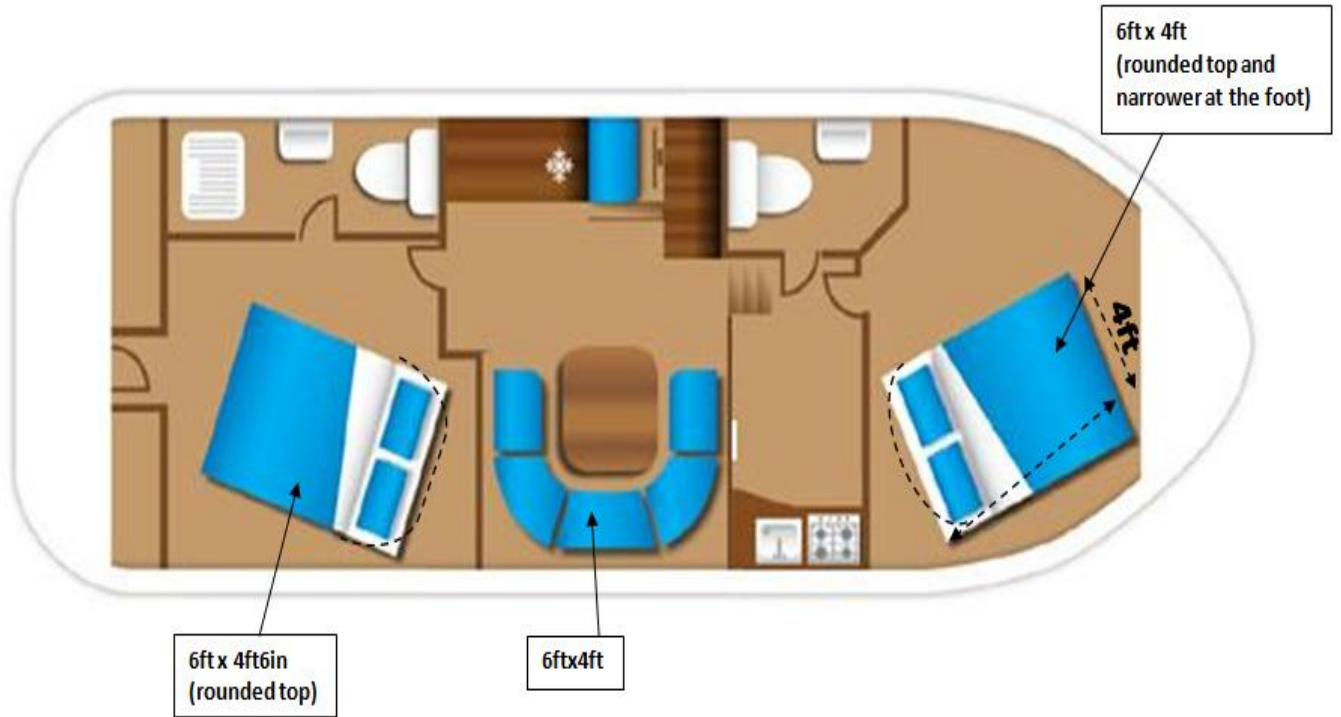 6ft x 4ft
(rounded top and
narrower at the foot)
4ft
6ft x 4ft6in
(rounded top)
6ftx4ft